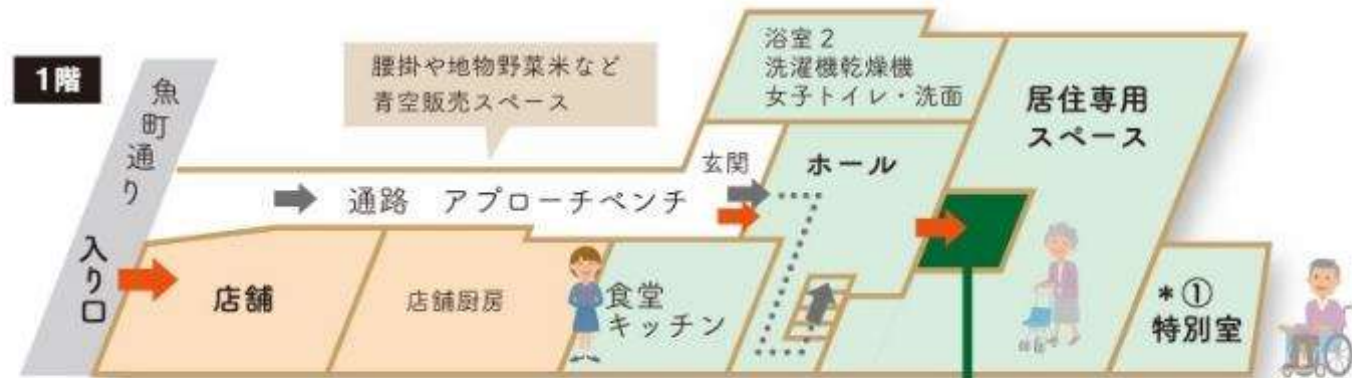 1階
魚町通り
入り口
腰掛や地物野菜米など
青空販売スペース
通路 アプローチベンチ
玄関
浴室2
洗濯機乾燥機
女子トイレ・洗面
ホール
居住専用
スペース
店舗
店舗厨房
食堂
キッチン
*①
特別室